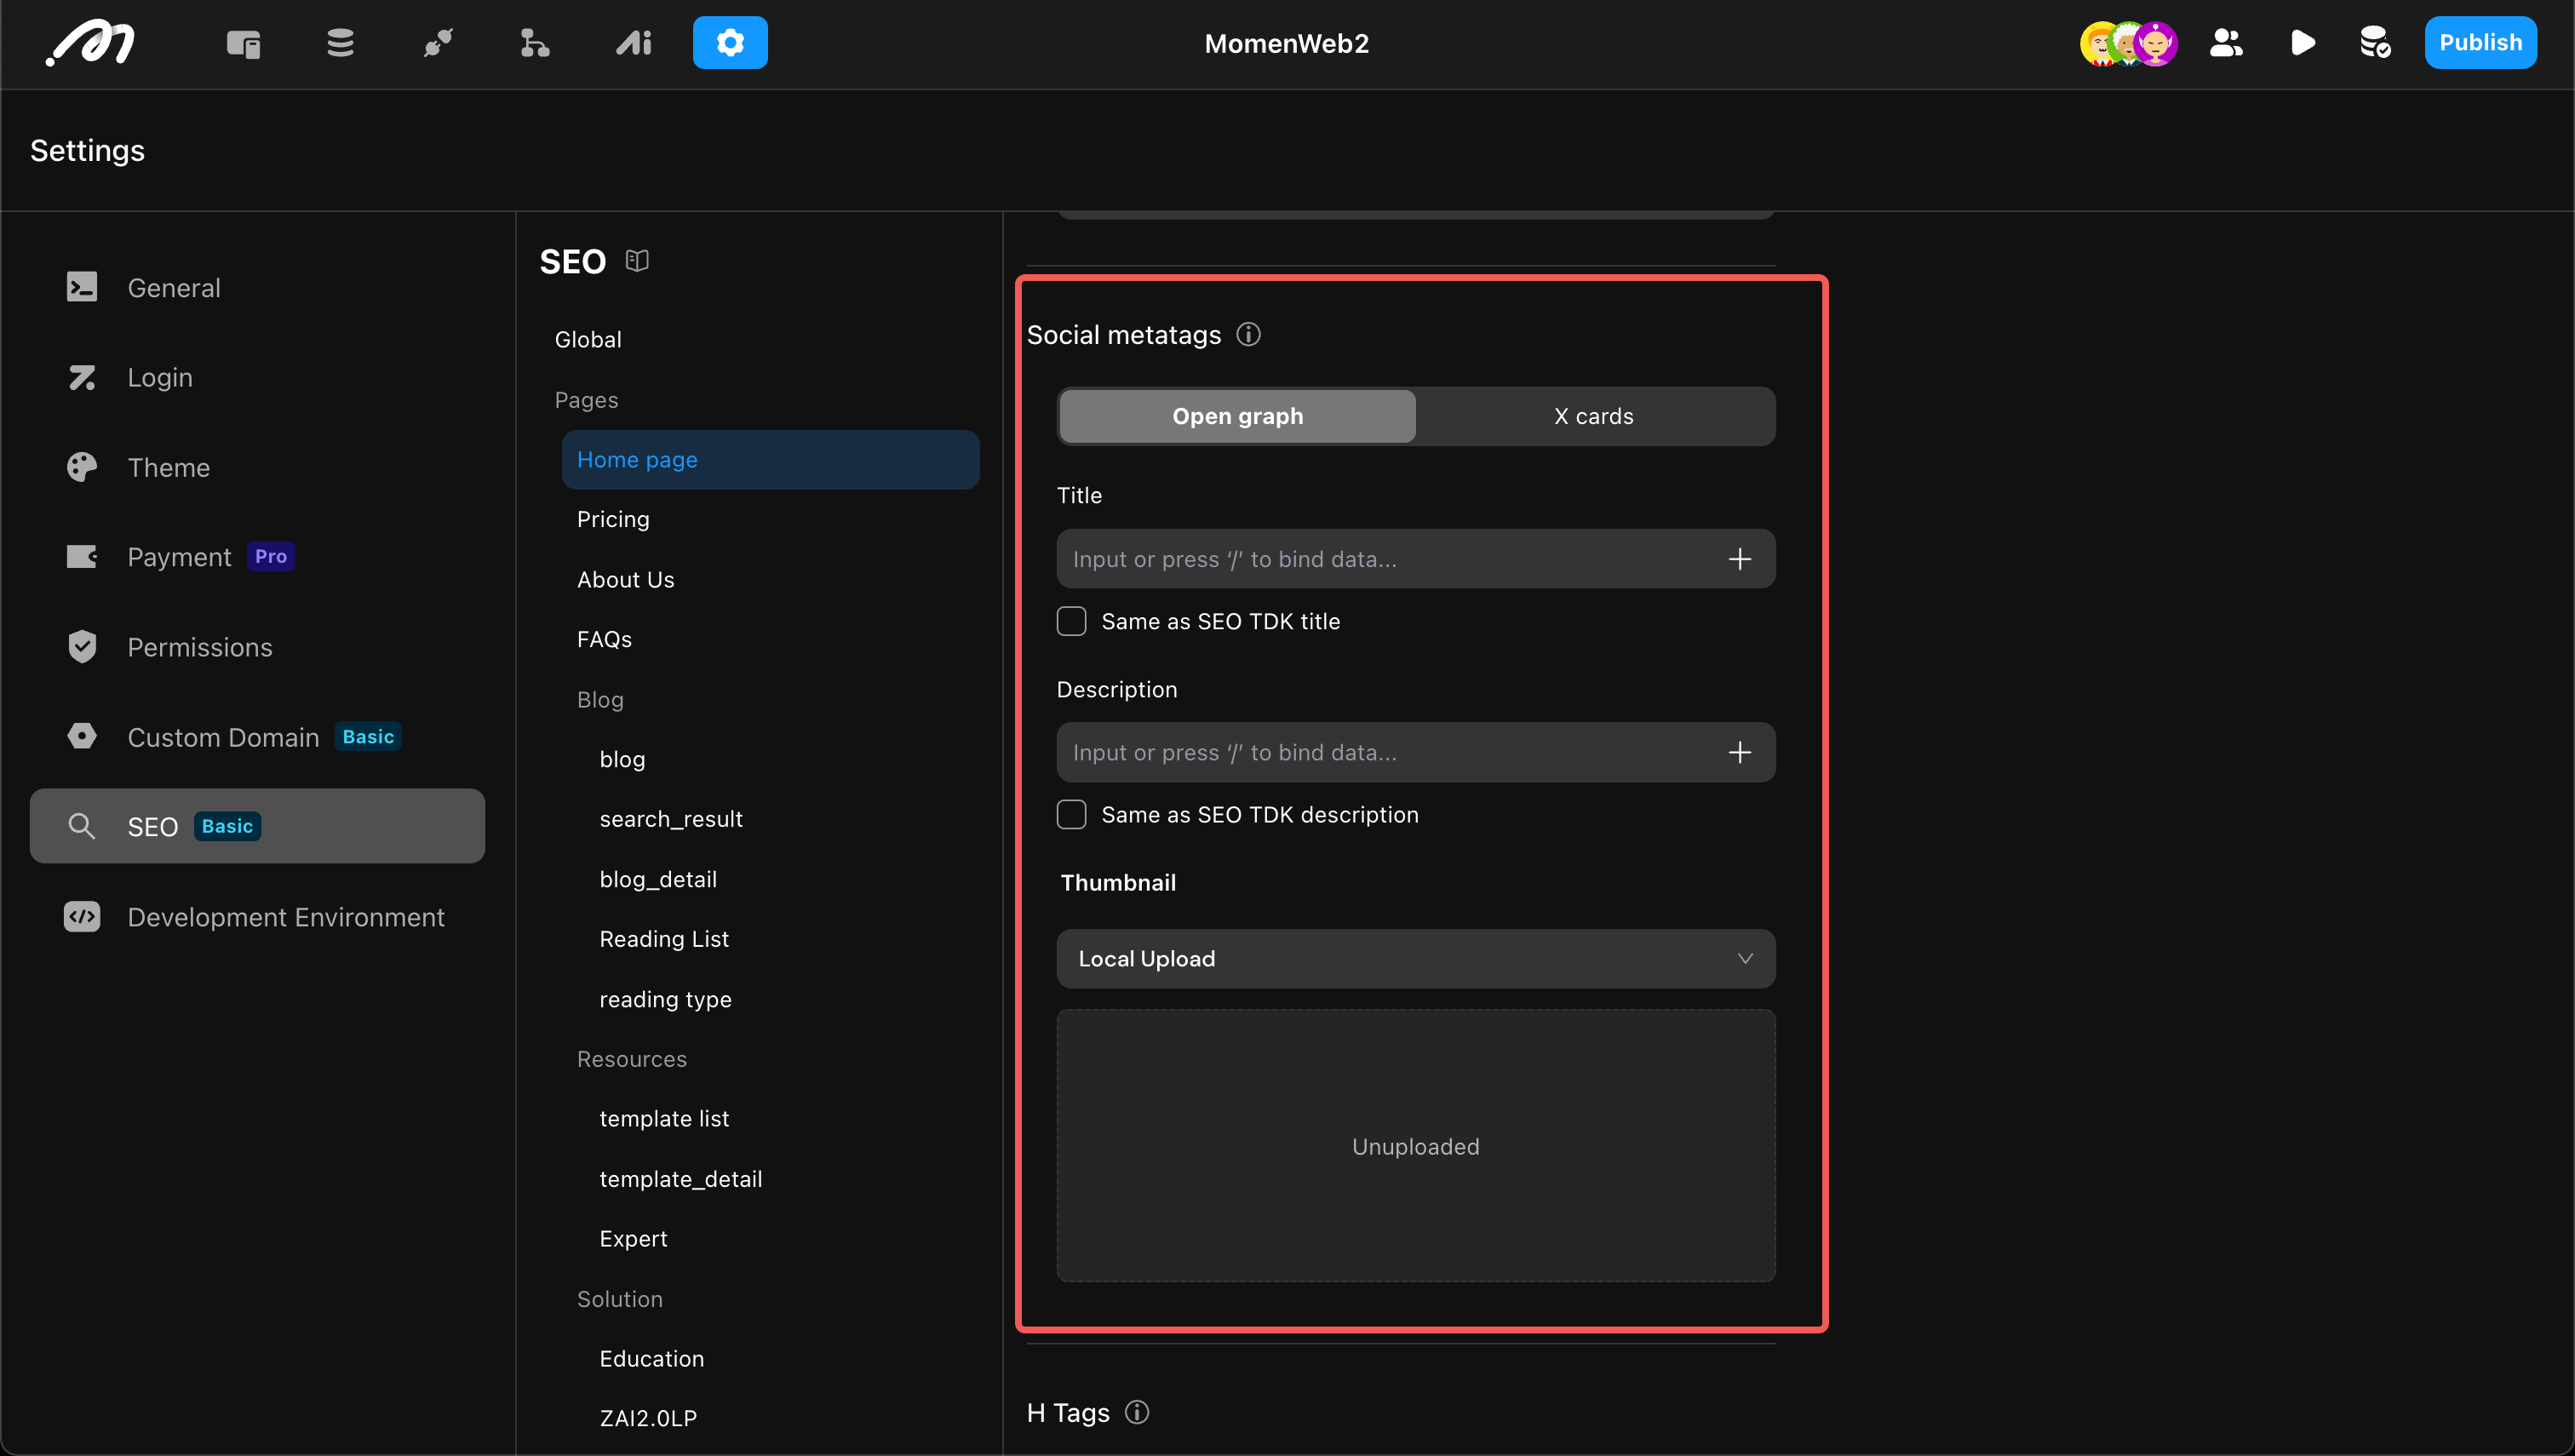 MomenWeb2
Publish
Settings
General
Login
Theme
Payment Pro
Permissions
Custom Domain Basic
SEO Basic
Development Environment
SEO
Global
Pages
Home page
Pricing
About Us
FAQs
Blog
blog
search_result
blog_detail
Reading List
reading type
Resources
template list
template_detail
Expert
Solution
Education
ZAI2.0LP
Social metatags
Open graph
X cards
Title
Input or press ‘/’ to bind data...
Same as SEO TDK title
Description
Input or press ‘/’ to bind data...
Same as SEO TDK description
Thumbnail
Local Upload
Unuploaded
H Tags